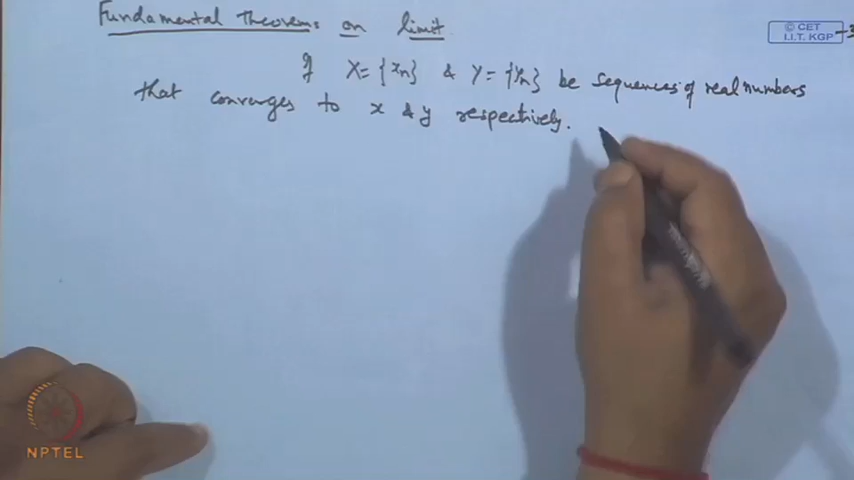 Fundamental Theorems on limit
© CET
I.I.T. KGP
If X = {xn} & Y = {yn} be sequences of real numbers
that converges to x & y respectively.
NPTEL